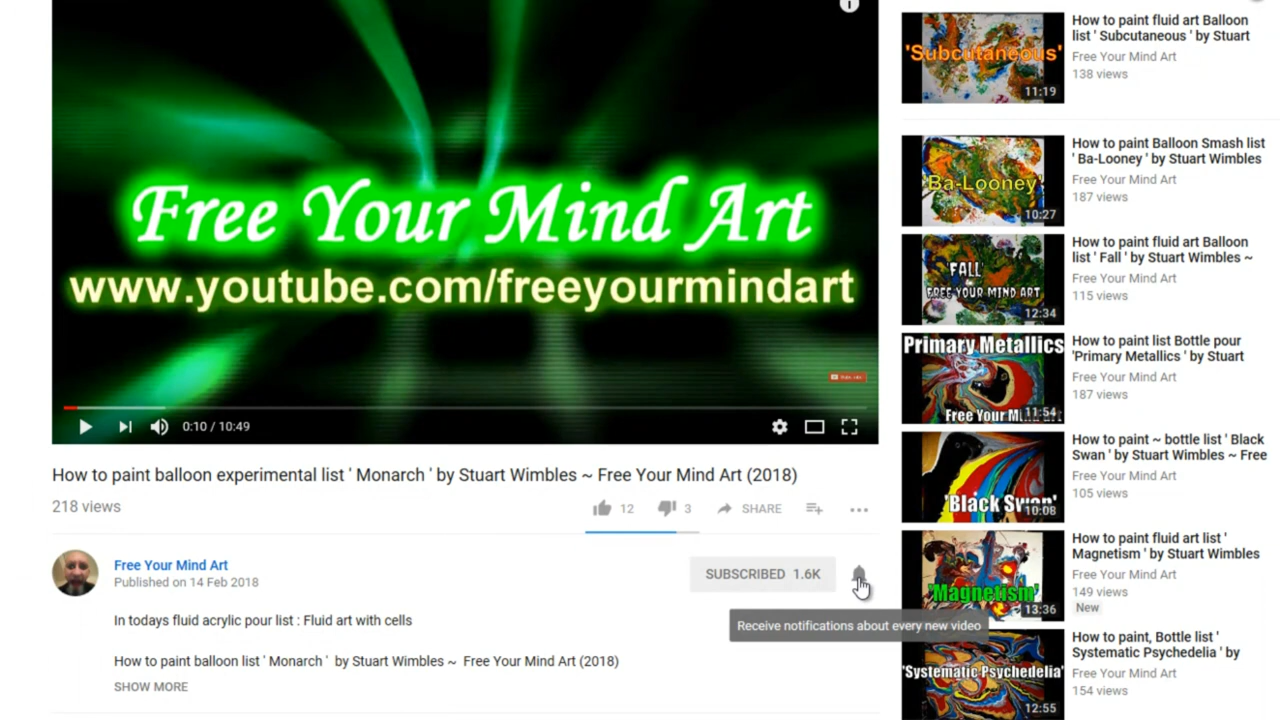 Free Your Mind Art
www.youtube.com/freeyourmindart
0:10 / 10:49
How to paint balloon experimental list ' Monarch ' by Stuart Wimbles ~ Free Your Mind Art (2018)
218 views
12
3
SHARE
Free Your Mind Art
Published on 14 Feb 2018
SUBSCRIBED 1.6K
Receive notifications about every new video
In todays fluid acrylic pour list : Fluid art with cells
How to paint balloon list ' Monarch ' by Stuart Wimbles ~ Free Your Mind Art (2018)
SHOW MORE
'Subcutaneous'
11:19
How to paint fluid art Balloon
list ' Subcutaneous ' by Stuart
Free Your Mind Art
138 views
'Ba-Looney'
10:27
How to paint Balloon Smash list
' Ba-Looney ' by Stuart Wimbles
Free Your Mind Art
187 views
FALL
FREE YOUR MIND ART
12:34
How to paint fluid art Balloon
list ' Fall ' by Stuart Wimbles ~
Free Your Mind Art
115 views
Primary Metallics
Free Your Mind art
11:54
How to paint list Bottle pour
'Primary Metallics ' by Stuart
Free Your Mind Art
187 views
'Black Swan'
10:08
How to paint ~ bottle list ' Black
Swan ' by Stuart Wimbles ~ Free
Free Your Mind Art
105 views
'Magnetism'
13:36
How to paint fluid art list '
Magnetism ' by Stuart Wimbles
Free Your Mind Art
149 views
New
'Systematic Psychedelia'
12:55
How to paint, Bottle list '
Systematic Psychedelia ' by
Free Your Mind Art
154 views